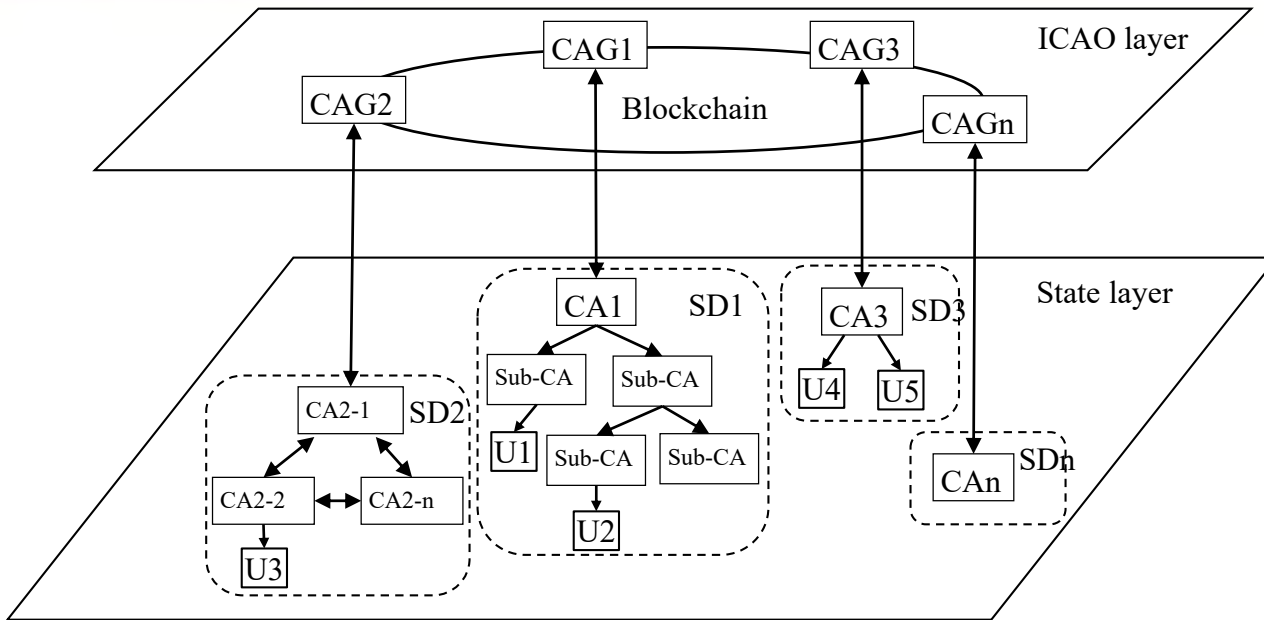 CAG1
CAG3
ICAO layer
CAG2
Blockchain
CAGn
CA1
SD1
CA3
SD3
State layer
Sub-CA
Sub-CA
U4
U5
CA2-1
SD2
U1
Sub-CA
Sub-CA
SDn
CAn
CA2-2
CA2-n
U2
U3